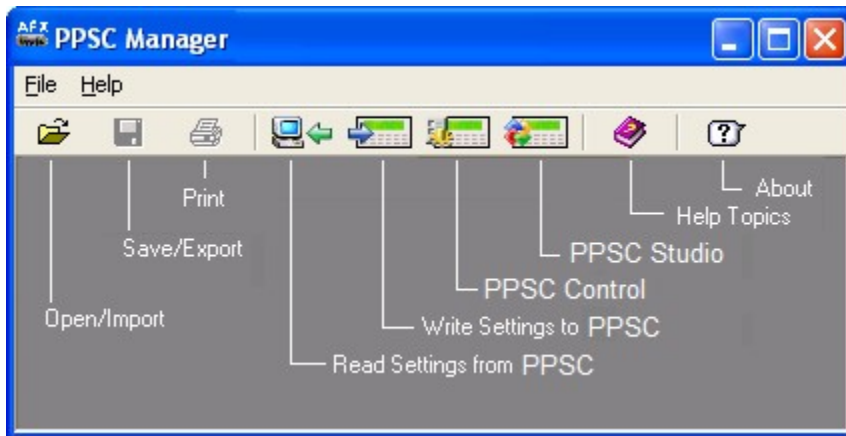 AFX PPSC Manager
File Help
Print
About
Help Topics
Save/Export
PPSC Studio
PPSC Control
Open/Import
Write Settings to PPSC
Read Settings from PPSC